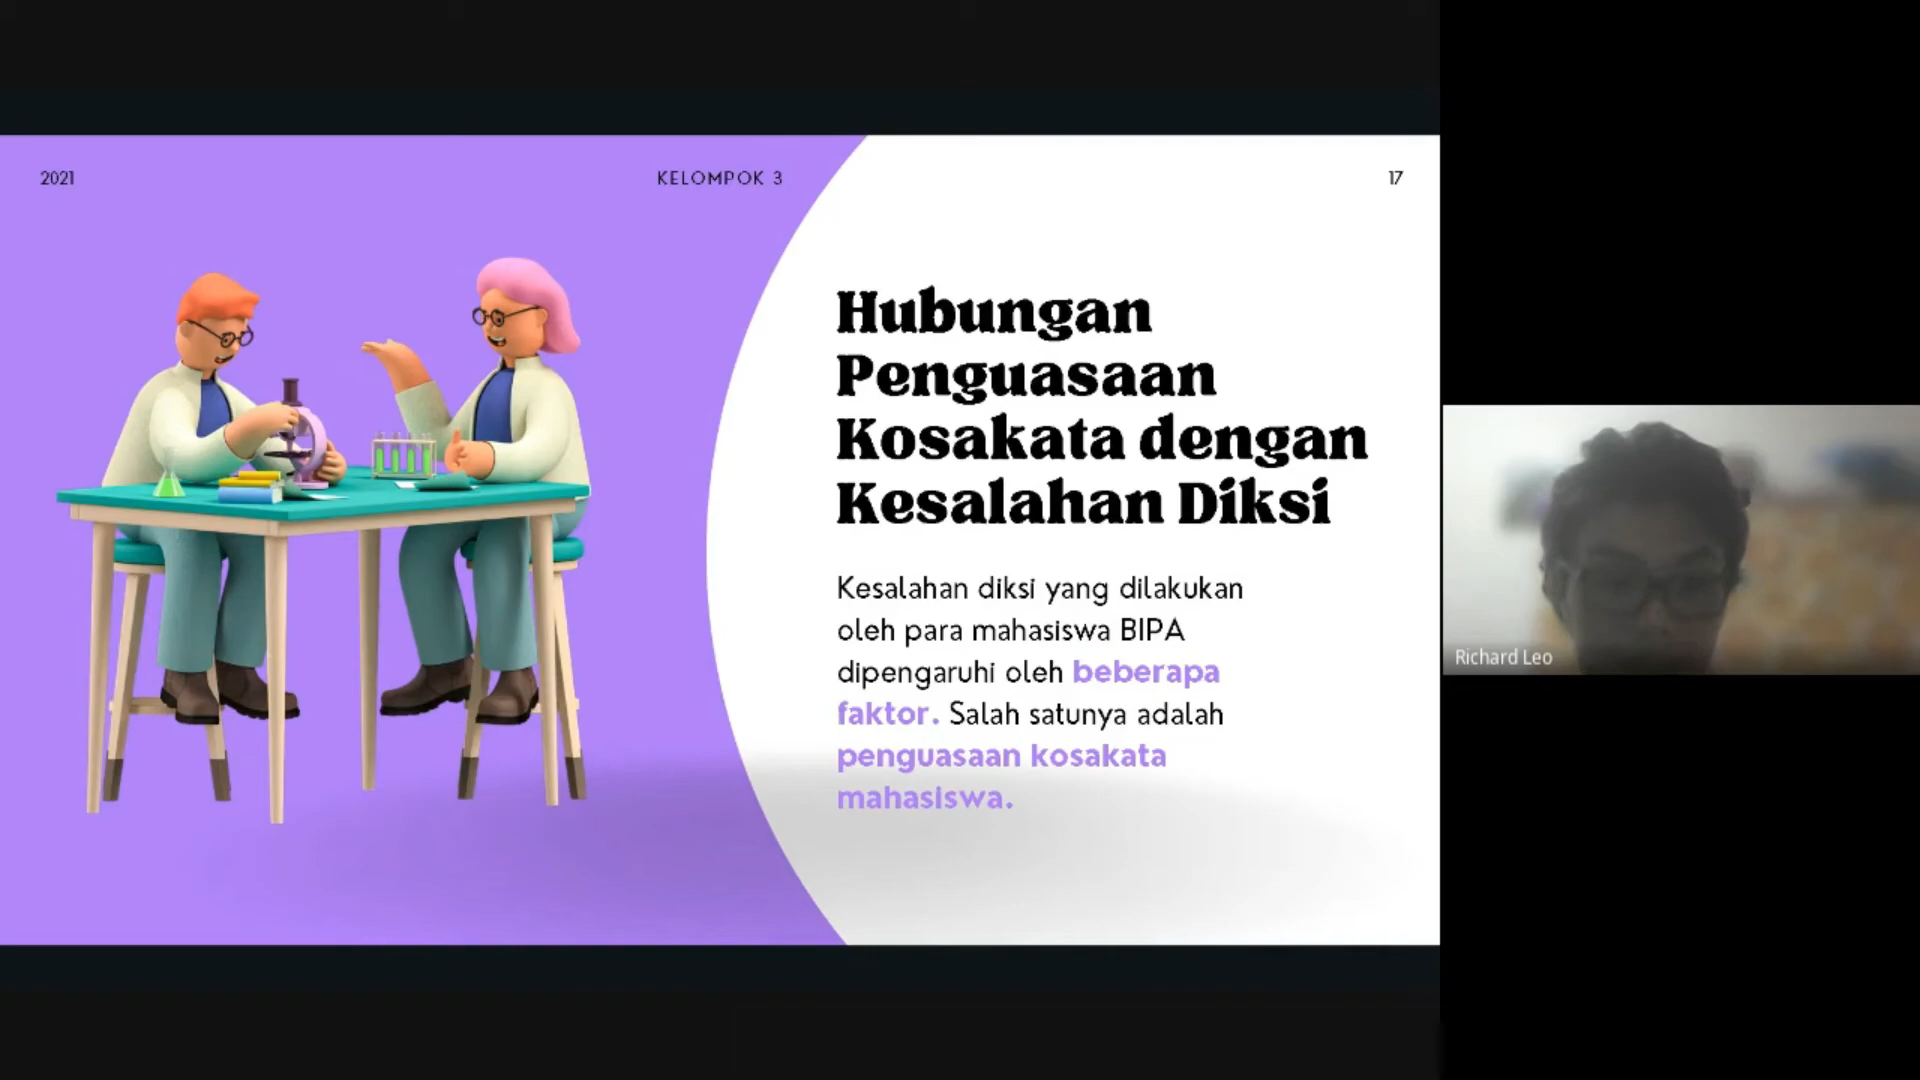 2021
KELOMPOK 3
17
Hubungan
Penguasaan
Kosakata dengan
Kesalahan Diksi
Kesalahan diksi yang dilakukan
oleh para mahasiswa BIPA
dipengaruhi oleh beberapa
faktor. Salah satunya adalah
penguasaan kosakata
mahasiswa.
Richard Leo